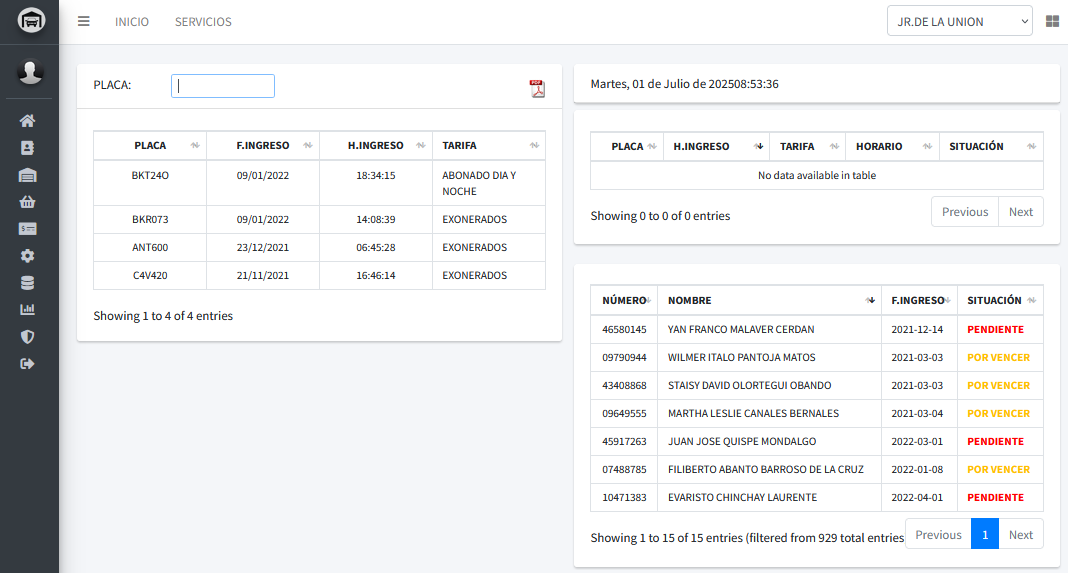 INICIO SERVICIOS JR.DE LA UNION
PLACA:
PLACA F.INGRESO H.INGRESO TARIFA
BKT24O 09/01/2022 18:34:15 ABONADO DIA Y NOCHE
BKR073 09/01/2022 14:08:39 EXONERADOS
ANT600 23/12/2021 06:45:28 EXONERADOS
C4V420 21/11/2021 16:46:14 EXONERADOS
Showing 1 to 4 of 4 entries
Martes, 01 de Julio de 202508:53:36
PLACA H.INGRESO TARIFA HORARIO SITUACIÓN
No data available in table
Showing 0 to 0 of 0 entries
Previous Next
NÚMERO NOMBRE F.INGRESO SITUACIÓN
46580145 YAN FRANCO MALAVER CERDAN 2021-12-14 PENDIENTE
09790944 WILMER ITALO PANTOJA MATOS 2021-03-03 POR VENCER
43408868 STAISY DAVID OLORTEGUI OBANDO 2021-03-03 POR VENCER
09649555 MARTHA LESLIE CANALES BERNALES 2021-03-04 POR VENCER
45917263 JUAN JOSE QUISPE MONDALGO 2022-03-01 PENDIENTE
07488785 FILIBERTO ABANTO BARROSO DE LA CRUZ 2022-01-08 POR VENCER
10471383 EVARISTO CHINCHAY LAURENTE 2022-04-01 PENDIENTE
Showing 1 to 15 of 15 entries (filtered from 929 total entries
Previous 1 Next